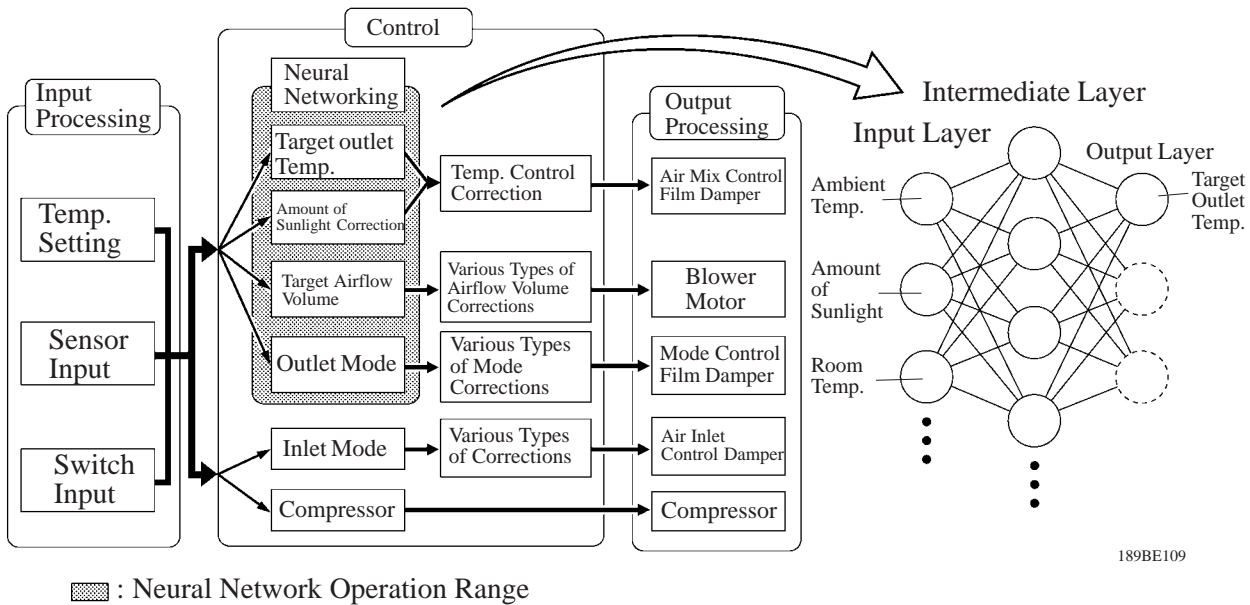 Control
Input
Processing
Temp.
Setting
Sensor
Input
Switch
Input
Neural
Networking
Target outlet
Temp.
Amount of
Sunlight Correction
Target Airflow
Volume
Outlet Mode
Inlet Mode
Compressor
Temp. Control
Correction
Various Types of
Airflow Volume
Corrections
Various Types
of Mode
Corrections
Various Types
of Corrections
Output
Processing
Air Mix Control
Film Damper
Blower
Motor
Mode Control
Film Damper
Air Inlet
Control Damper
Compressor
Intermediate Layer
Input Layer
Output Layer
Ambient
Temp.
Amount
of
Sunlight
Room
Temp.
Target
Outlet
Temp.
189BE109
: Neural Network Operation Range